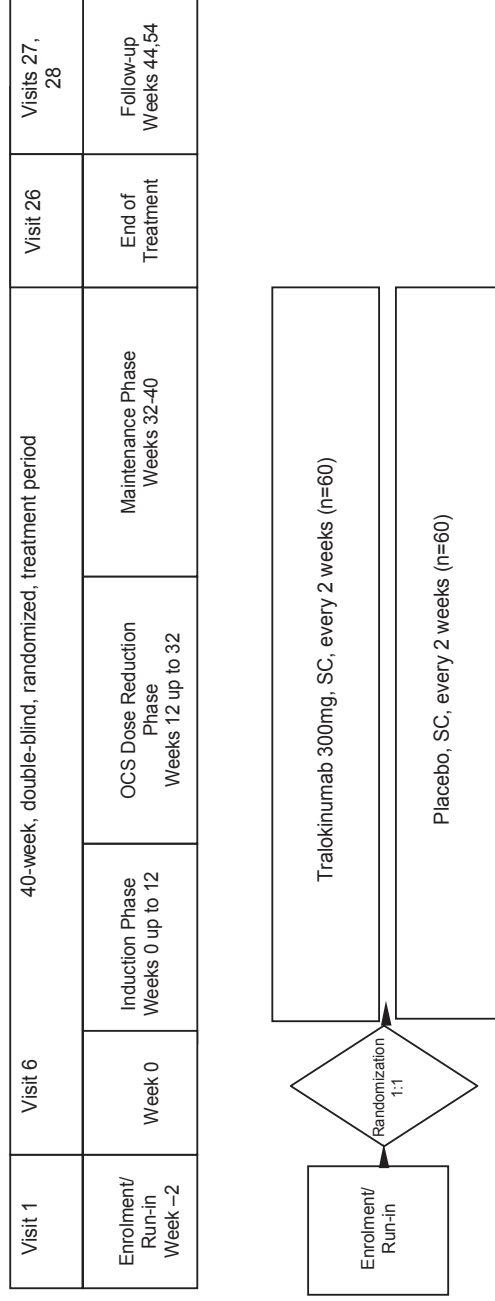 Visit 1
Visit 6
40-week, double-blind, randomized, treatment period
Visit 26
Visits 27,
28
Enrolment/
Run-in
Week –2
Week 0
Induction Phase
Weeks 0 up to 12
OCS Dose Reduction
Phase
Weeks 12 up to 32
Maintenance Phase
Weeks 32-40
End of
Treatment
Follow-up
Weeks 44,54
Enrolment/
Run-in
Randomization
1:1
Tralokinumab 300mg, SC, every 2 weeks (n=60)
Placebo, SC, every 2 weeks (n=60)